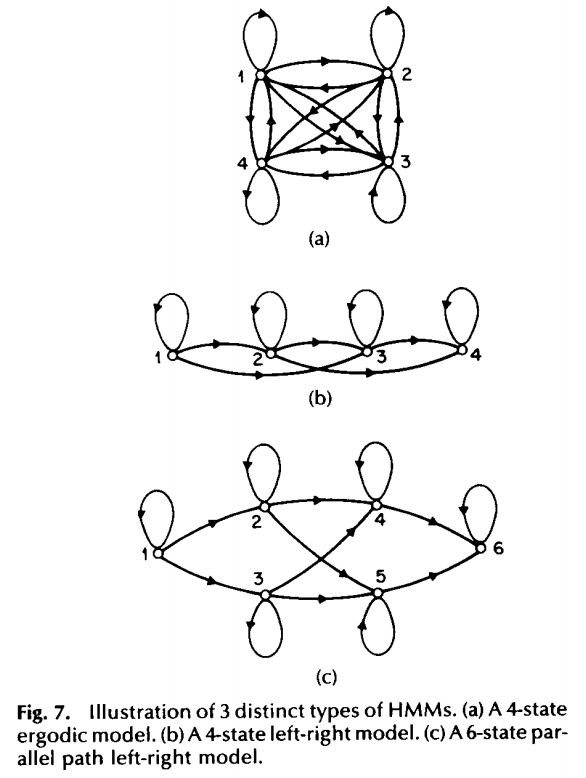 1
2
4
3
(a)
1
2
3
4
(b)
2
4
1
6
3
5
(c)
Fig. 7. Illustration of 3 distinct types of HMMs. (a) A 4-state
ergodic model. (b) A 4-state left-right model. (c) A 6-state par-
allel path left-right model.